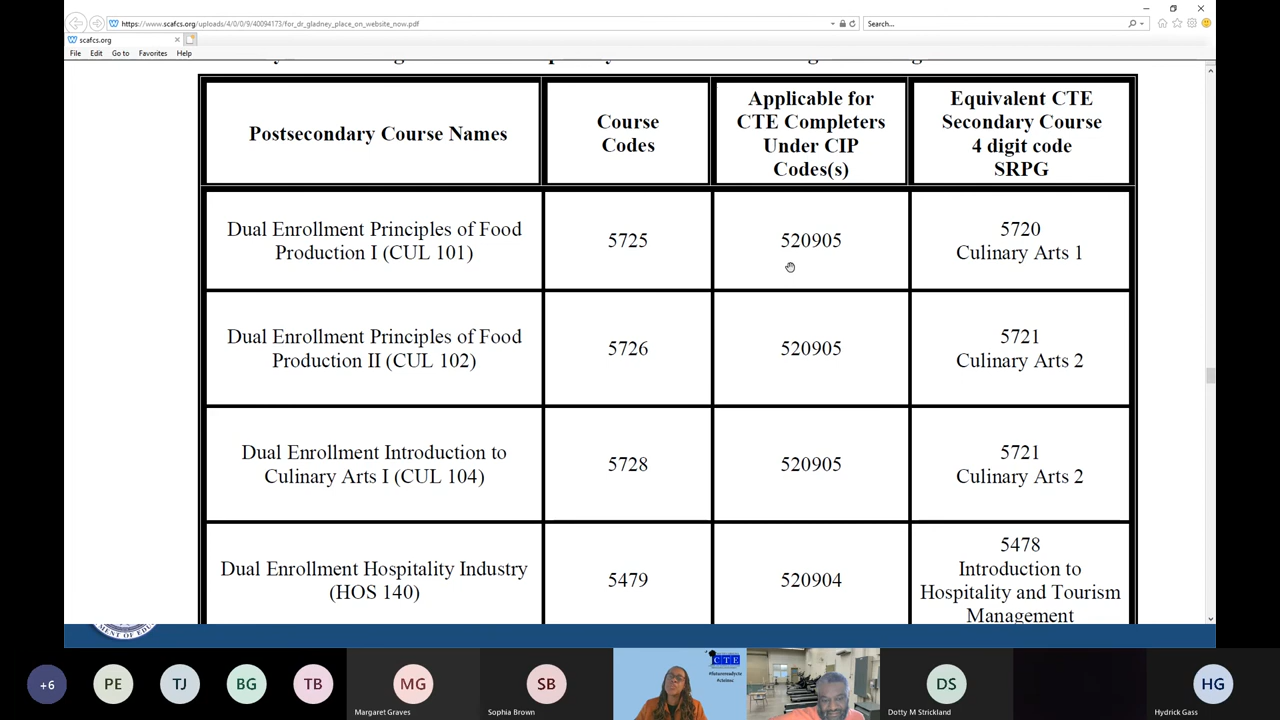 https://www.scafcs.org/uploads/4/0/0/9/40094173/for_dr_gladney_place_on_website_now.pdf
Search...
scafcs.org
File Edit Go to Favorites Help
Postsecondary Course Names
Course
Codes
Applicable for
CTE Completers
Under CIP
Codes(s)
Equivalent CTE
Secondary Course
4 digit code
SRPG
Dual Enrollment Principles of Food
Production I (CUL 101)
5725
520905
5720
Culinary Arts 1
Dual Enrollment Principles of Food
Production II (CUL 102)
5726
520905
5721
Culinary Arts 2
Dual Enrollment Introduction to
Culinary Arts I (CUL 104)
5728
520905
5721
Culinary Arts 2
Dual Enrollment Hospitality Industry
(HOS 140)
5479
520904
5478
Introduction to
Hospitality and Tourism
Management
MENT OF EDU
+6
PE
TJ
BG
TB
MG
Margaret Graves
SB
Sophia Brown
CTE
#futurereadycte
#cteinsc
DS
Dotty M Strickland
HG
Hydrick Gass